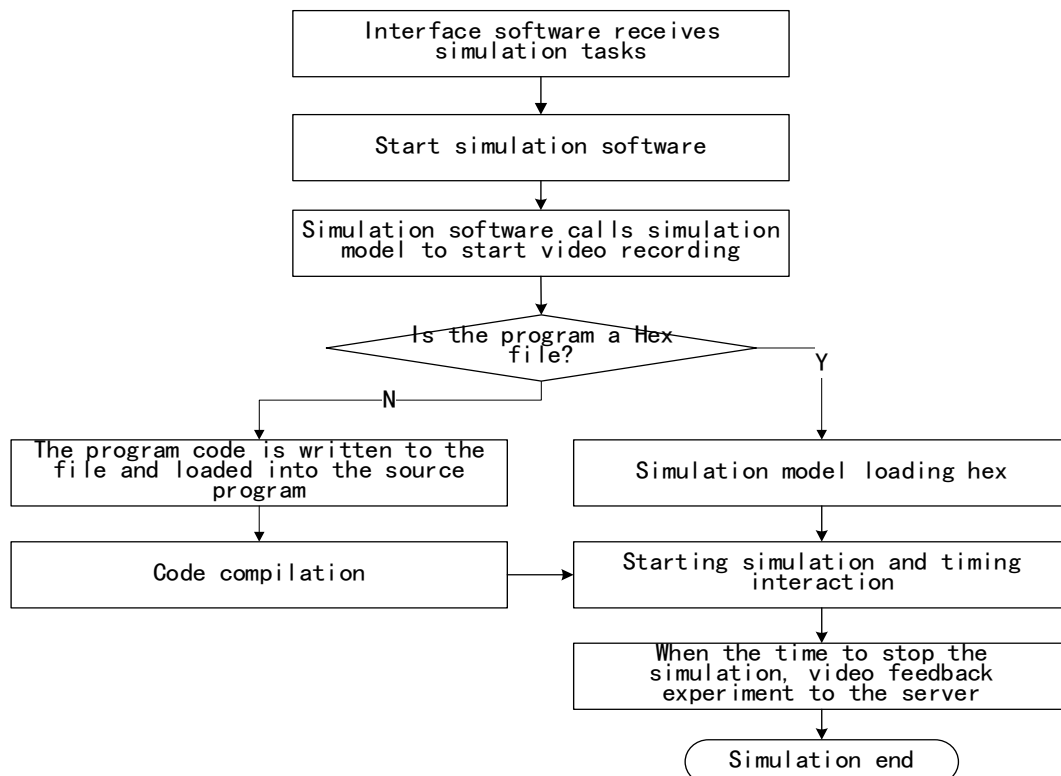 Interface software receives
simulation tasks
Start simulation software
Simulation software calls simulation
model to start video recording
Is the program a Hex
file?
Y
N
The program code is written to the
file and loaded into the source
program
Simulation model loading hex
Code compilation
Starting simulation and timing
interaction
When the time to stop the
simulation, video feedback
experiment to the server
Simulation end